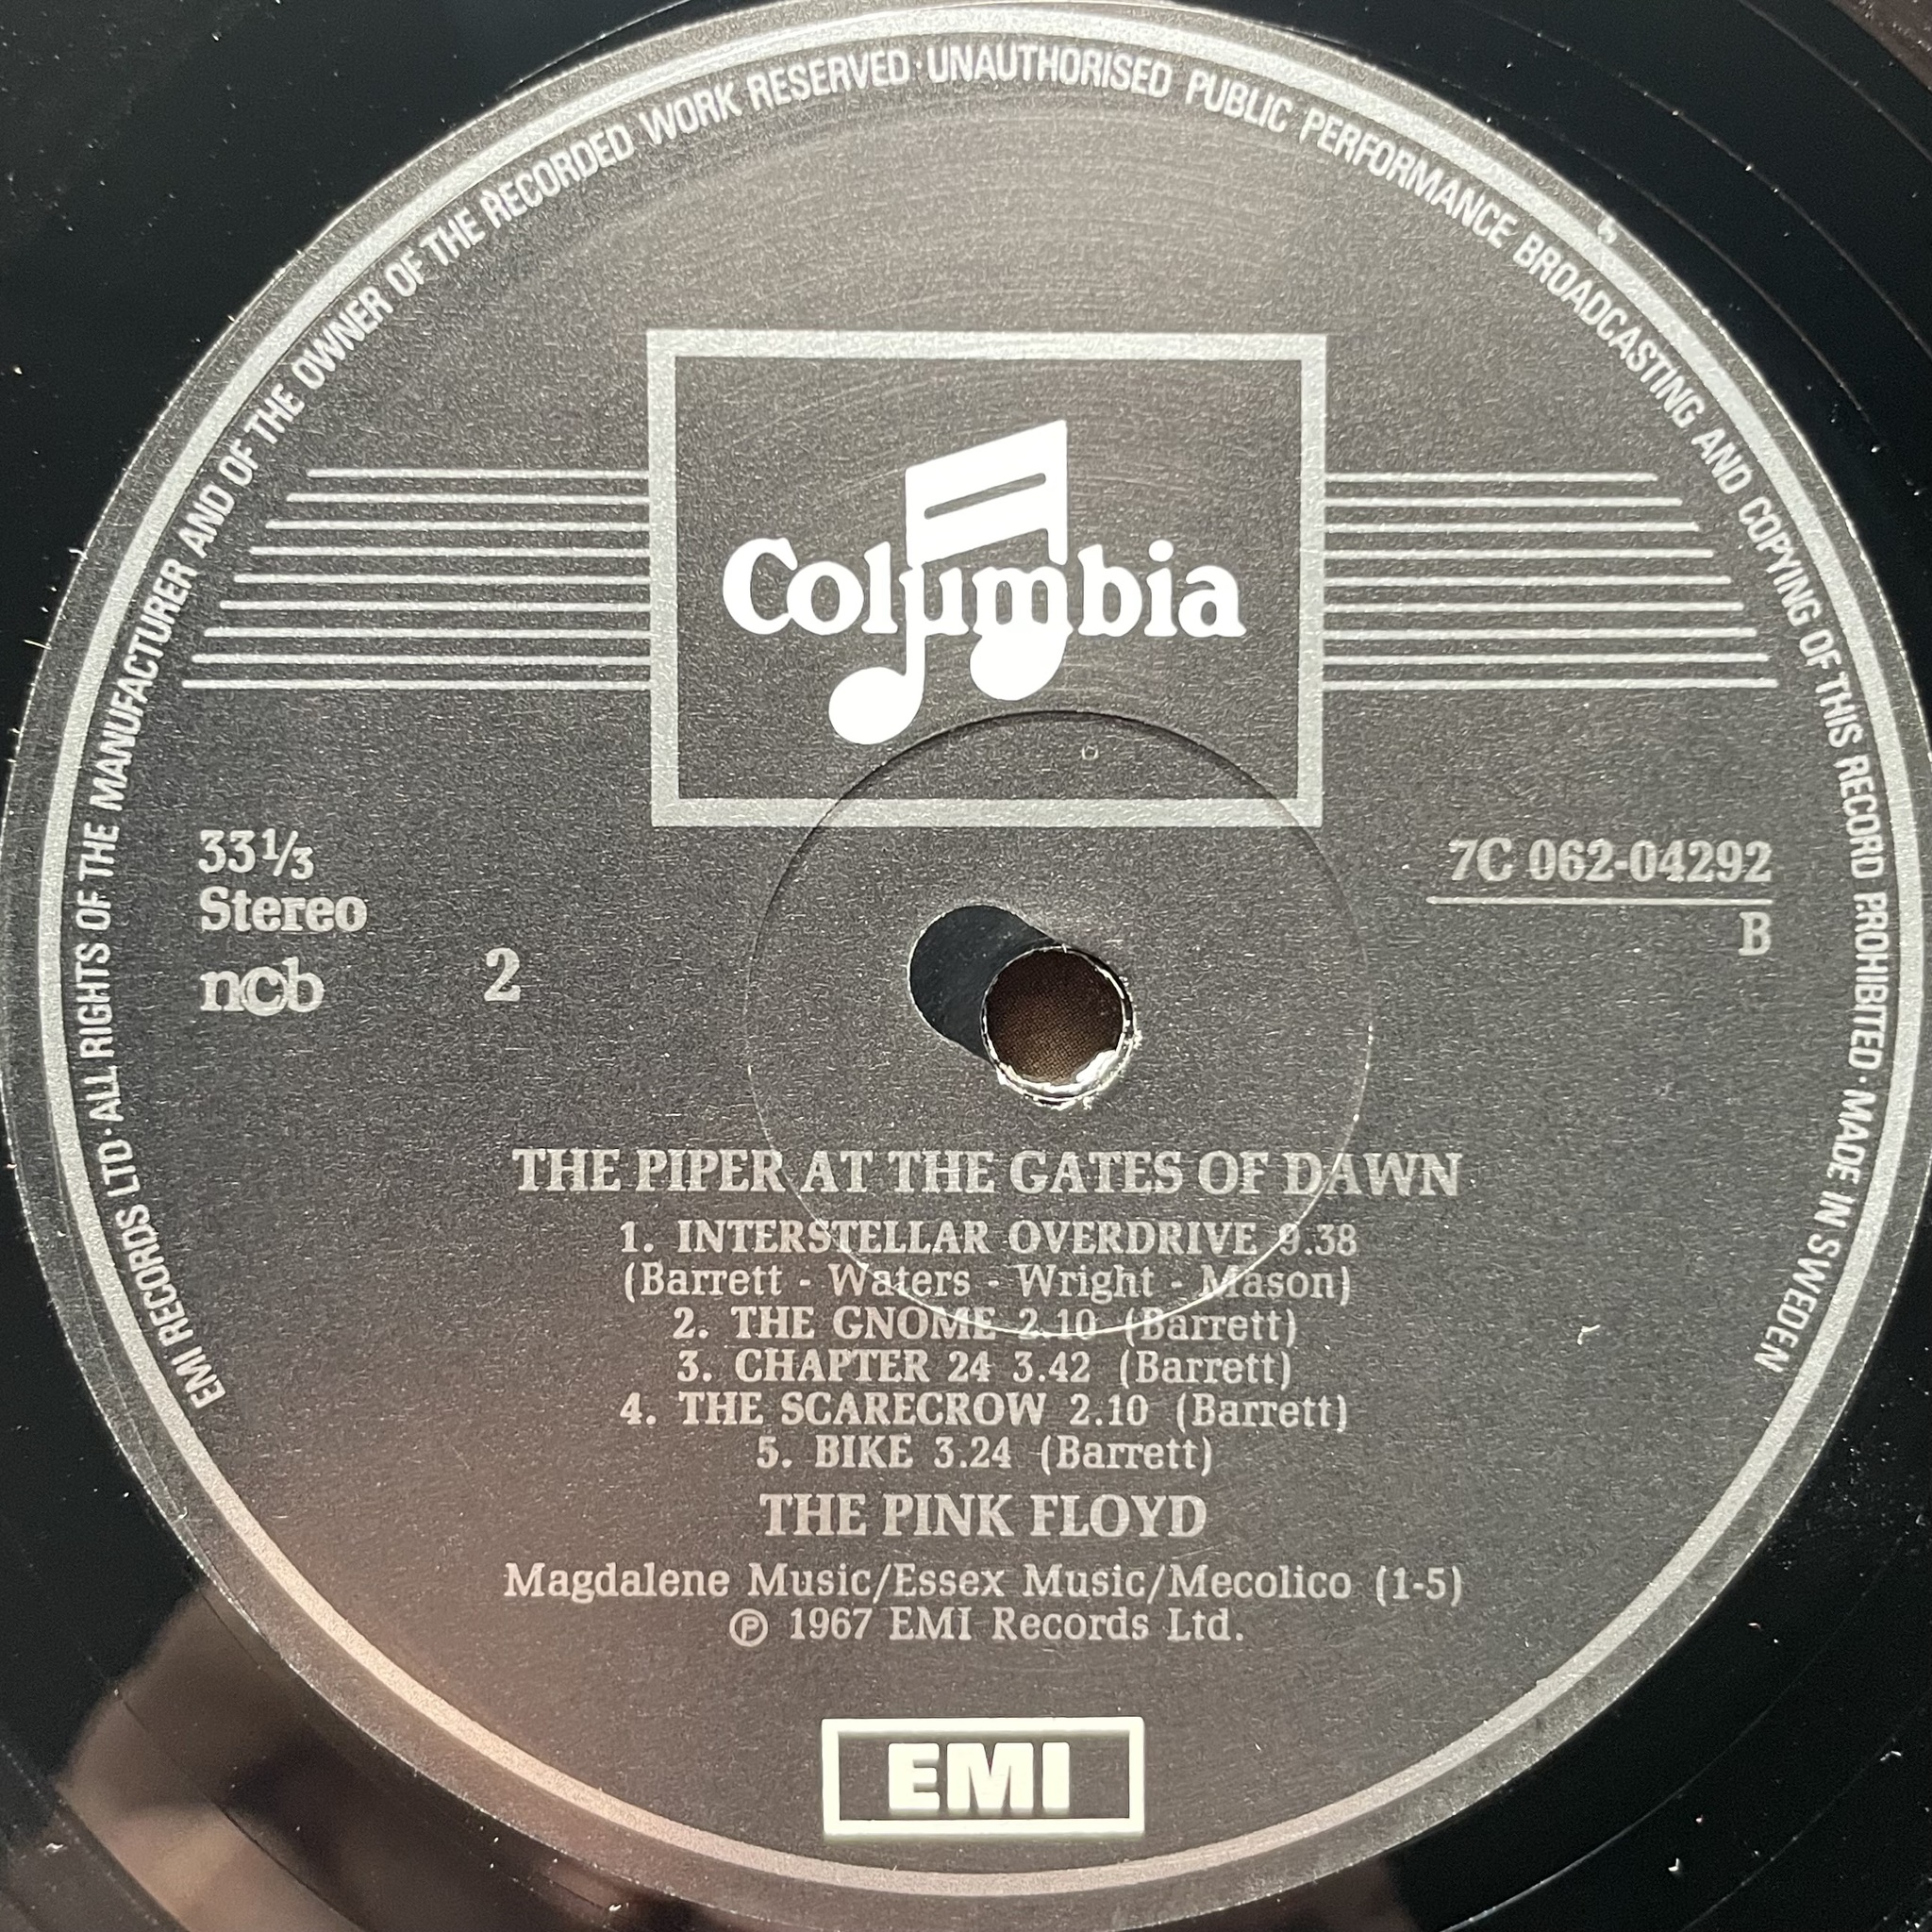 EMI RECORDS LTD · ALL RIGHTS OF THE MANUFACTURER AND OF THE OWNER OF THE RECORDED WORK RESERVED · UNAUTHORISED PUBLIC PERFORMANCE BROADCASTING AND COPYING OF THIS RECORD PROHIBITED · MADE IN SWEDEN
Columbia
33⅓
Stereo
ncb
2
7C 062-04292
B
THE PIPER AT THE GATES OF DAWN
1. INTERSTELLAR OVERDRIVE 9.38
(Barrett - Waters - Wright - Mason)
2. THE GNOME 2.10 (Barrett)
3. CHAPTER 24 3.42 (Barrett)
4. THE SCARECROW 2.10 (Barrett)
5. BIKE 3.24 (Barrett)
THE PINK FLOYD
Magdalene Music/Essex Music/Mecolico (1-5)
℗ 1967 EMI Records Ltd.
EMI